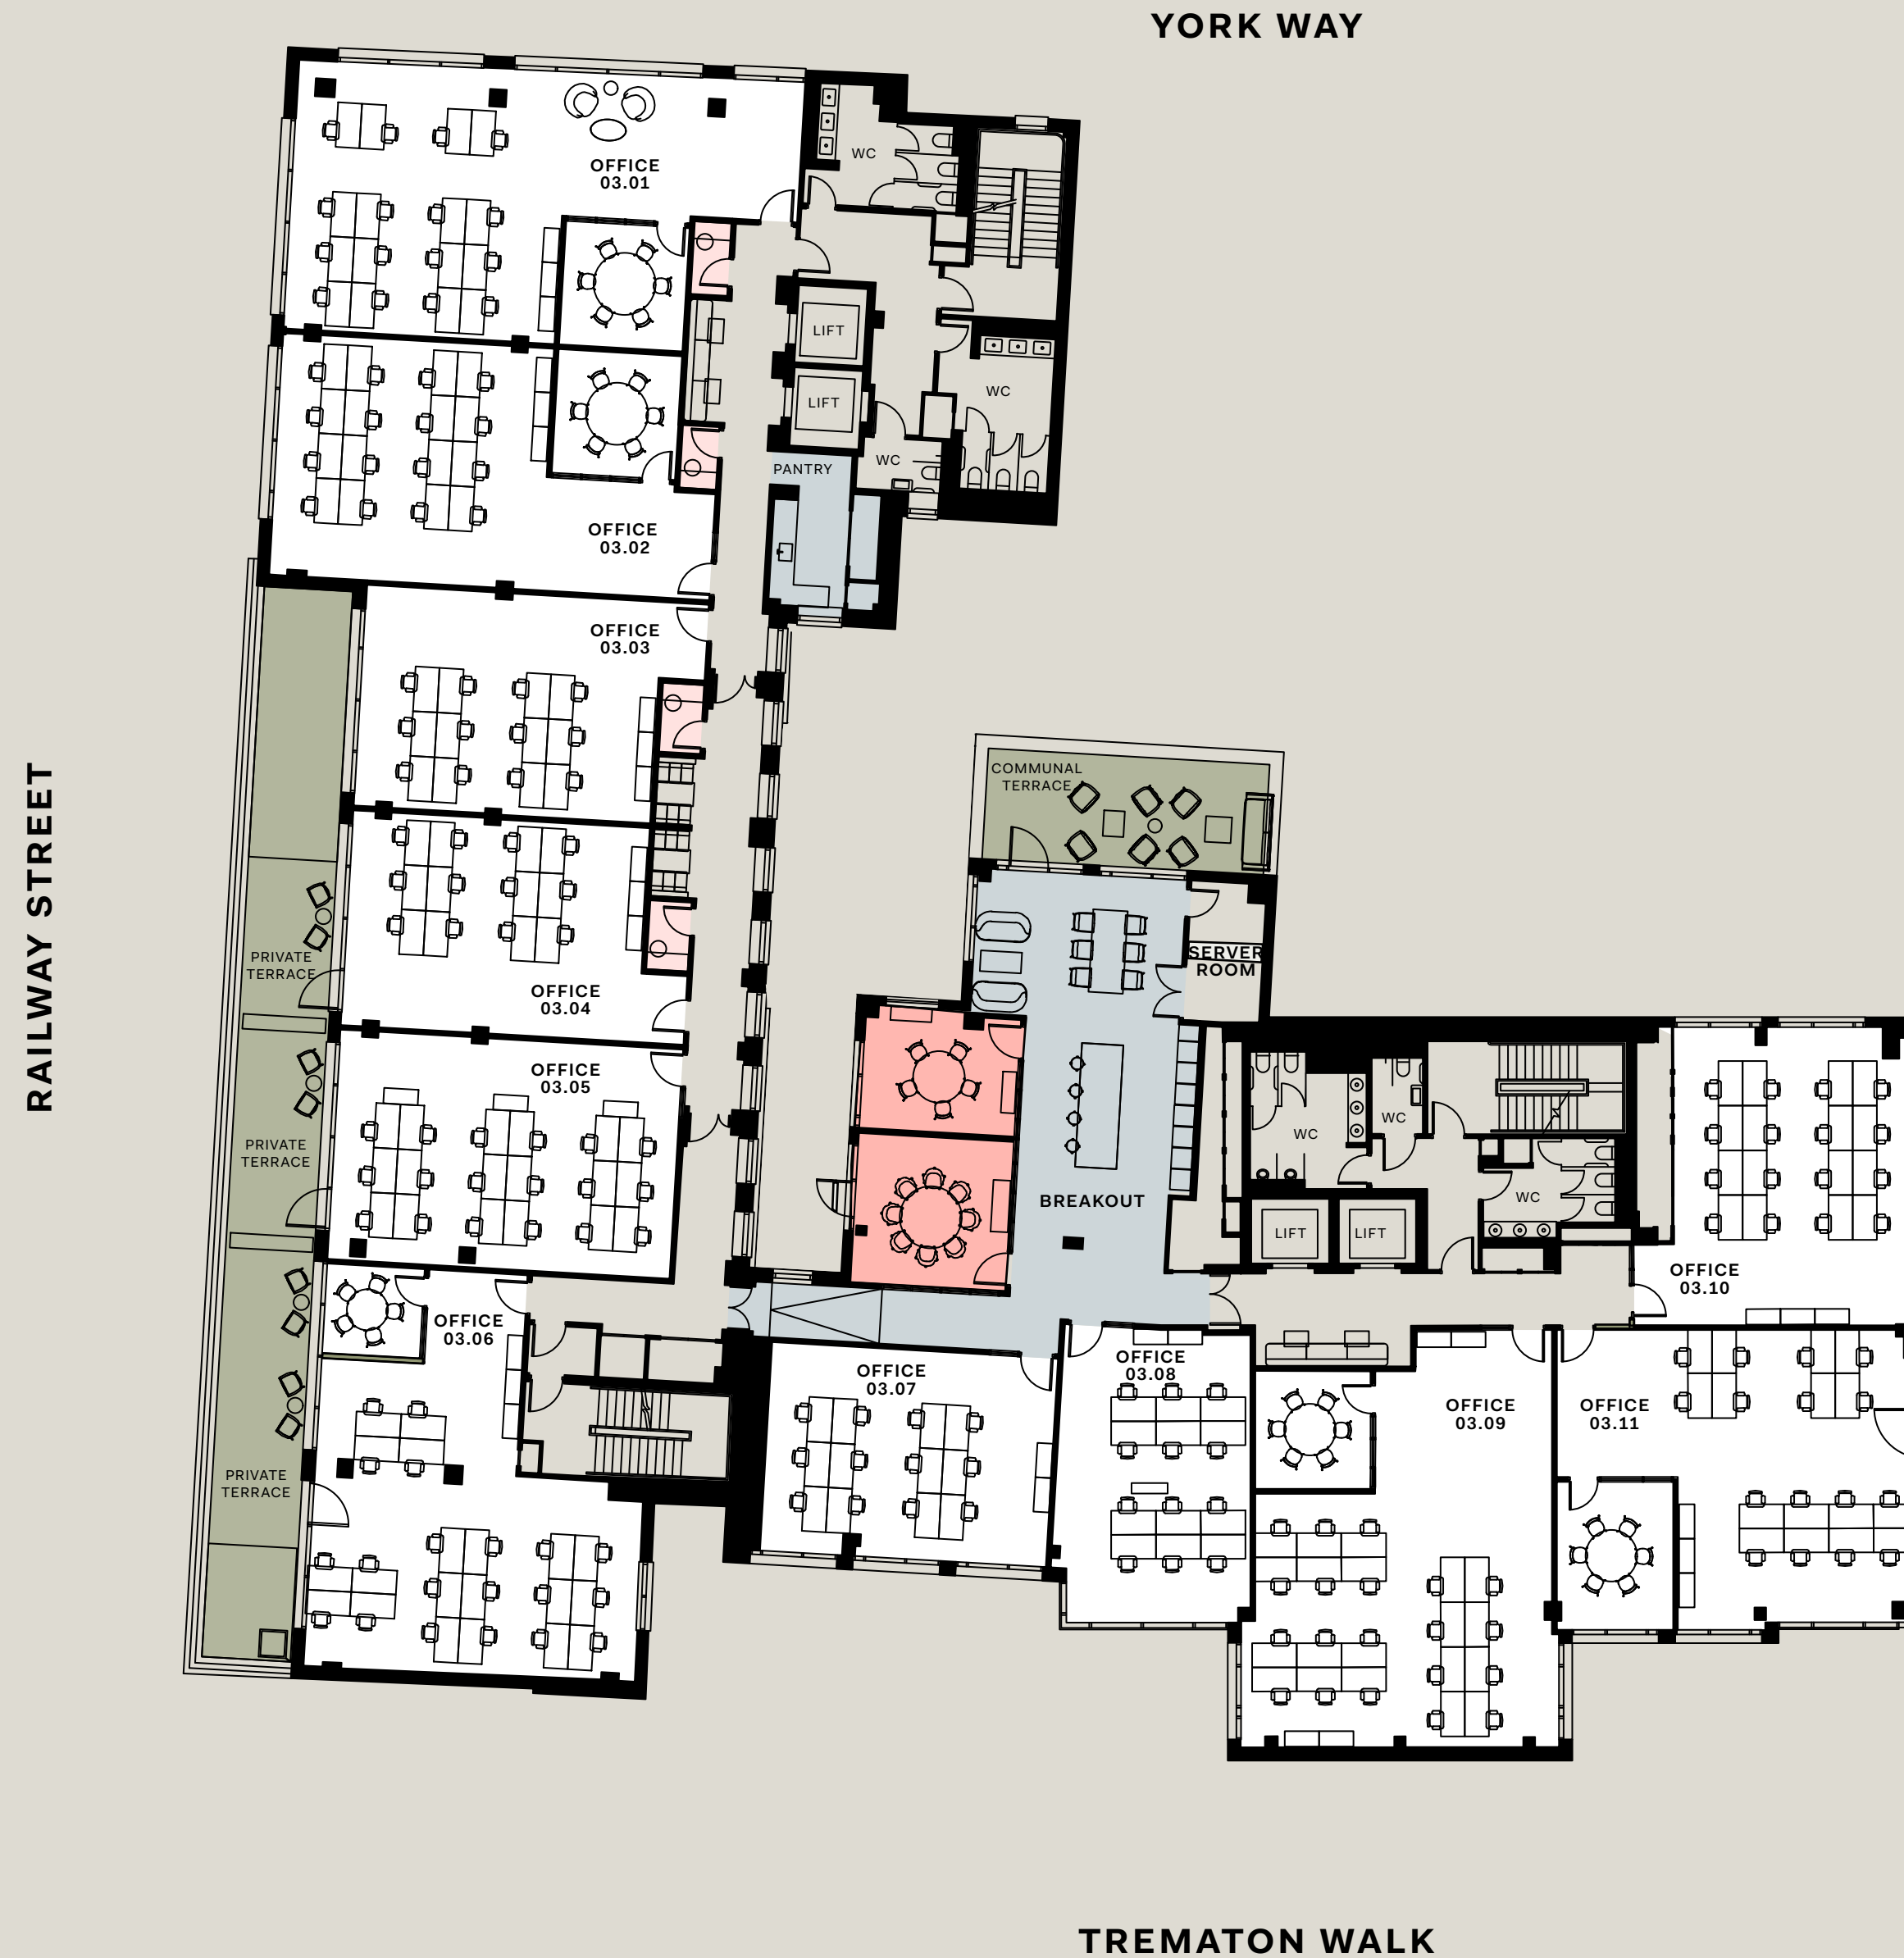 YORK WAY
OFFICE
03.01
WC
LIFT
LIFT
WC
WC
PANTRY
OFFICE
03.02
OFFICE
03.03
RAILWAY STREET
COMMUNAL
TERRACE
PRIVATE
TERRACE
OFFICE
03.04
SERVER
ROOM
OFFICE
03.05
PRIVATE
TERRACE
WC
WC
WC
BREAKOUT
LIFT
LIFT
OFFICE
03.10
OFFICE
03.06
OFFICE
03.07
OFFICE
03.08
OFFICE
03.09
OFFICE
03.11
PRIVATE
TERRACE
TREMATON WALK